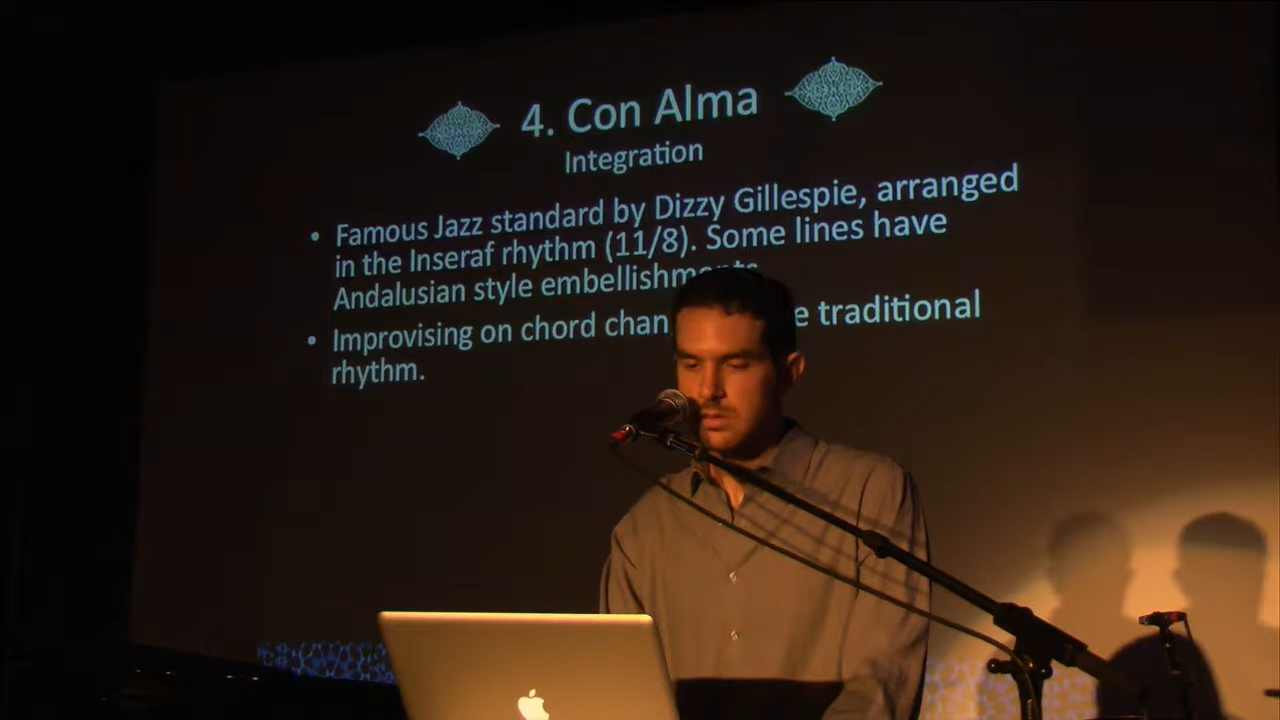 4. Con Alma
Integration
• Famous Jazz standard by Dizzy Gillespie, arranged
in the Inseraf rhythm (11/8). Some lines have
Andalusian style embellishments.
• Improvising on chord chan e traditional
rhythm.